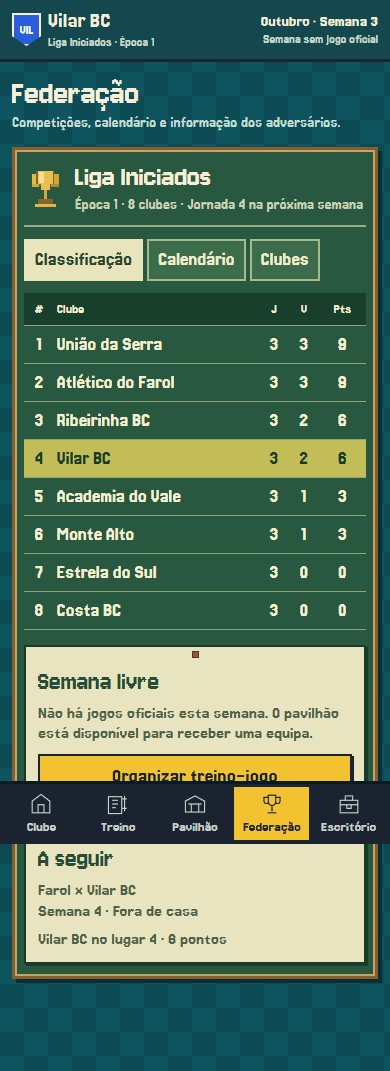 VIL
Vilar BC
Liga Iniciados · Época 1
Outubro · Semana 3
Semana sem jogo oficial
Federação
Competições, calendário e informação dos adversários.
Liga Iniciados
Época 1 · 8 clubes · Jornada 4 na próxima semana
Classificação Calendário Clubes
# Clube J V Pts
1 União da Serra 3 3 9
2 Atlético do Farol 3 3 9
3 Ribeirinha BC 3 2 6
4 Vilar BC 3 2 6
5 Academia do Vale 3 1 3
6 Monte Alto 3 1 3
7 Estrela do Sul 3 0 0
8 Costa BC 3 0 0
Semana livre
Não há jogos oficiais esta semana. O pavilhão
está disponível para receber uma equipa.
Organizar treino-jogo
Clube Treino Pavilhão Federação Escritório
A seguir
Farol × Vilar BC
Semana 4 · Fora de casa
Vilar BC no lugar 4 · 6 pontos